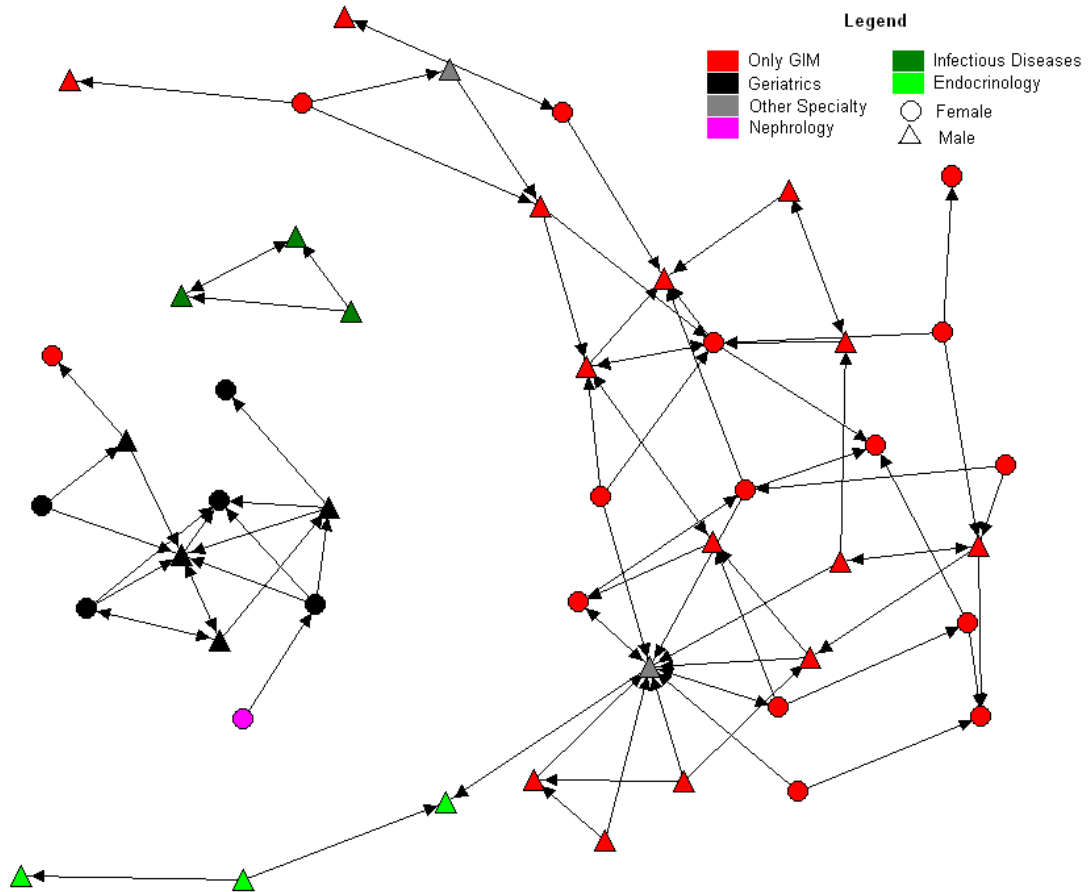 Legend
Only GIM
Geriatrics
Other Specialty
Nephrology
Infectious Diseases
Endocrinology
Female
Male